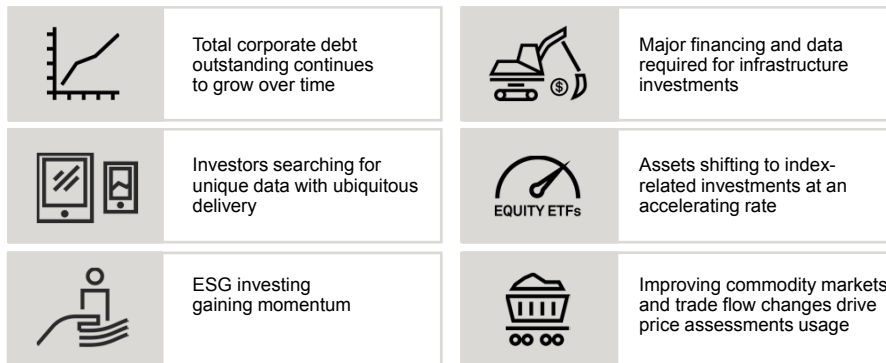 Total corporate debt
outstanding continues
to grow over time
Major financing and data
required for infrastructure
investments
$
Investors searching for
unique data with ubiquitous
delivery
EQUITY ETFs
Assets shifting to index-
related investments at an
accelerating rate
ESG investing
gaining momentum
Improving commodity markets
and trade flow changes drive
price assessments usage